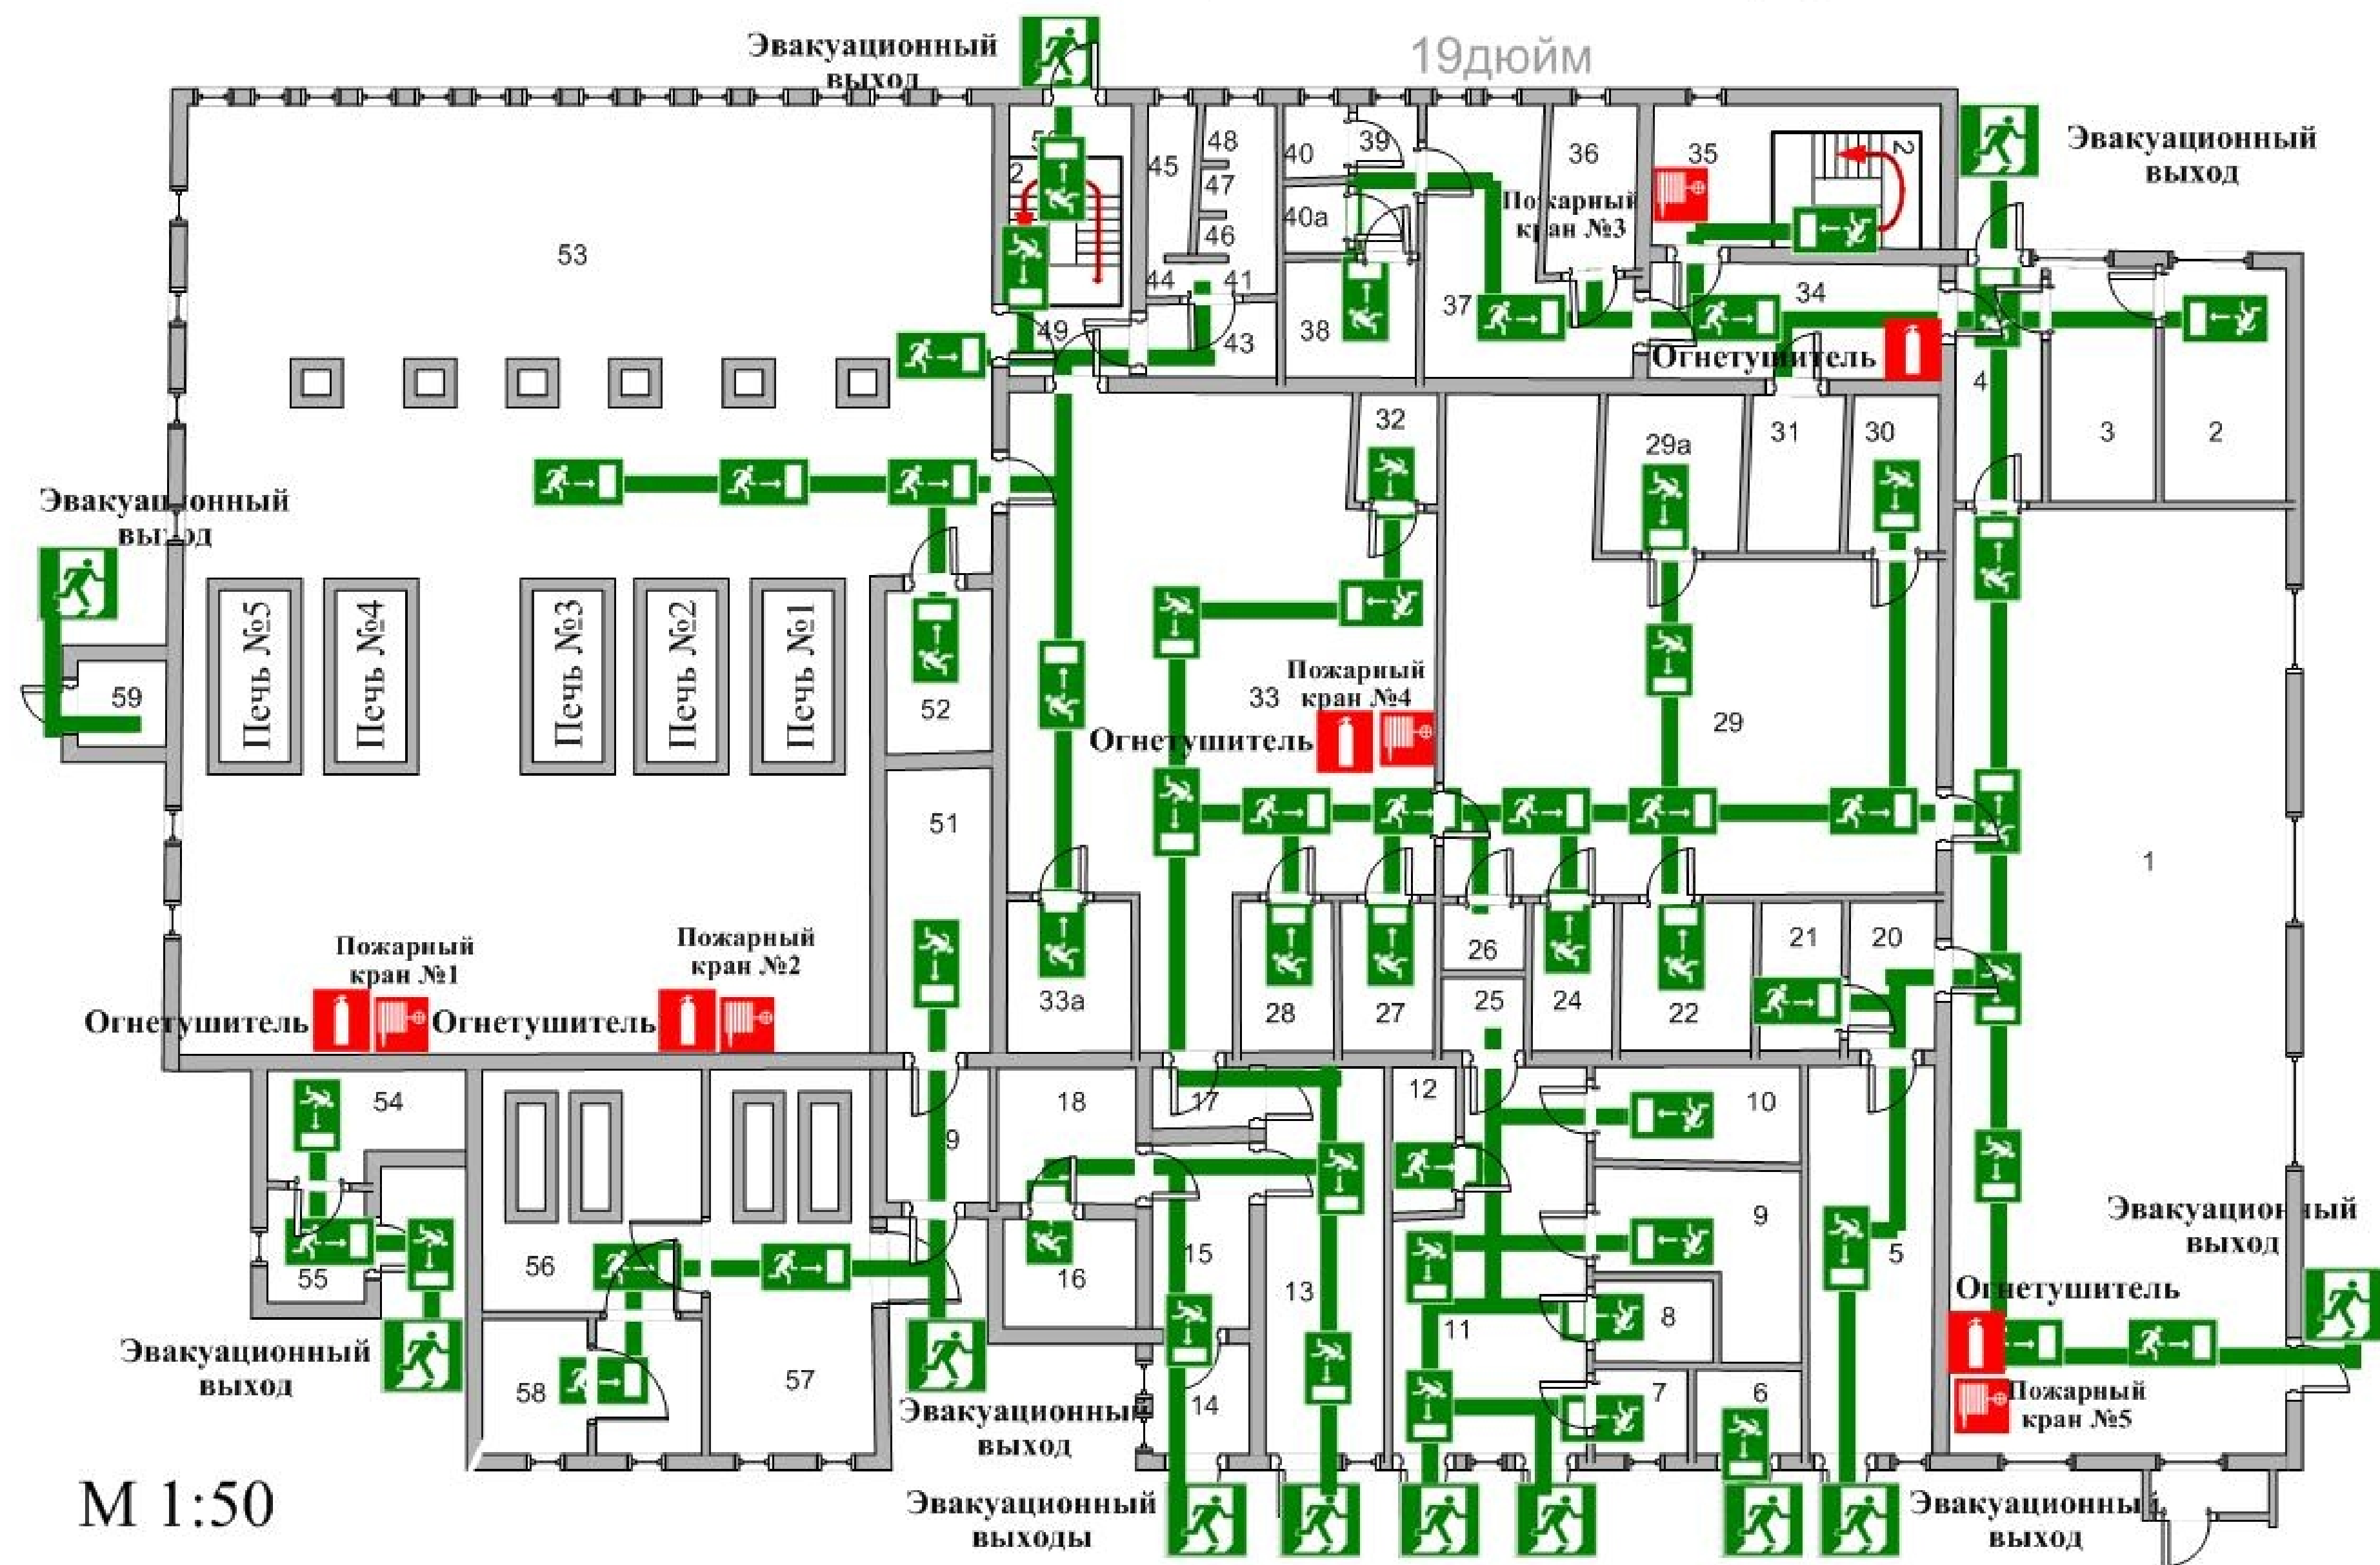 19дюйм
Эвакуационный
выход
Эвакуационный
выход
48
39
45
40
36
35
2
47
2
40а
46
Пожарный
кран №3
53
44
41
34
37
49
38
43
Огнетушитель
4
32
31
30
3
2
29а
Эвакуационный
выход
Печь №5
Печь №4
Печь №3
Печь №2
Печь №1
59
52
33
Пожарный
кран №4
Огнетушитель
29
51
1
Пожарный
кран №1
Пожарный
кран №2
Огнетушитель
Огнетушитель
33а
28
27
26
25
24
22
21
20
54
18
17
12
10
9
9
55
56
16
15
13
5
11
8
58
57
14
7
6
Эвакуационный
выход
Огнетушитель
Пожарный
кран №5
Эвакуационный
выход
Эвакуационный
выход
Эвакуационный
выходы
Эвакуационный
выход
М 1:50